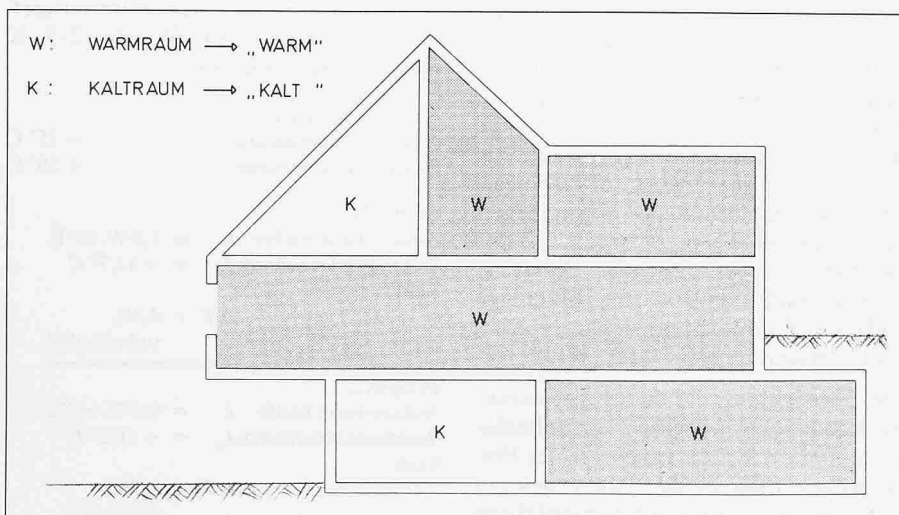 W: WARMRAUM → „WARM"
K : KALTRAUM → „KALT "
K
W
W
W
K
W